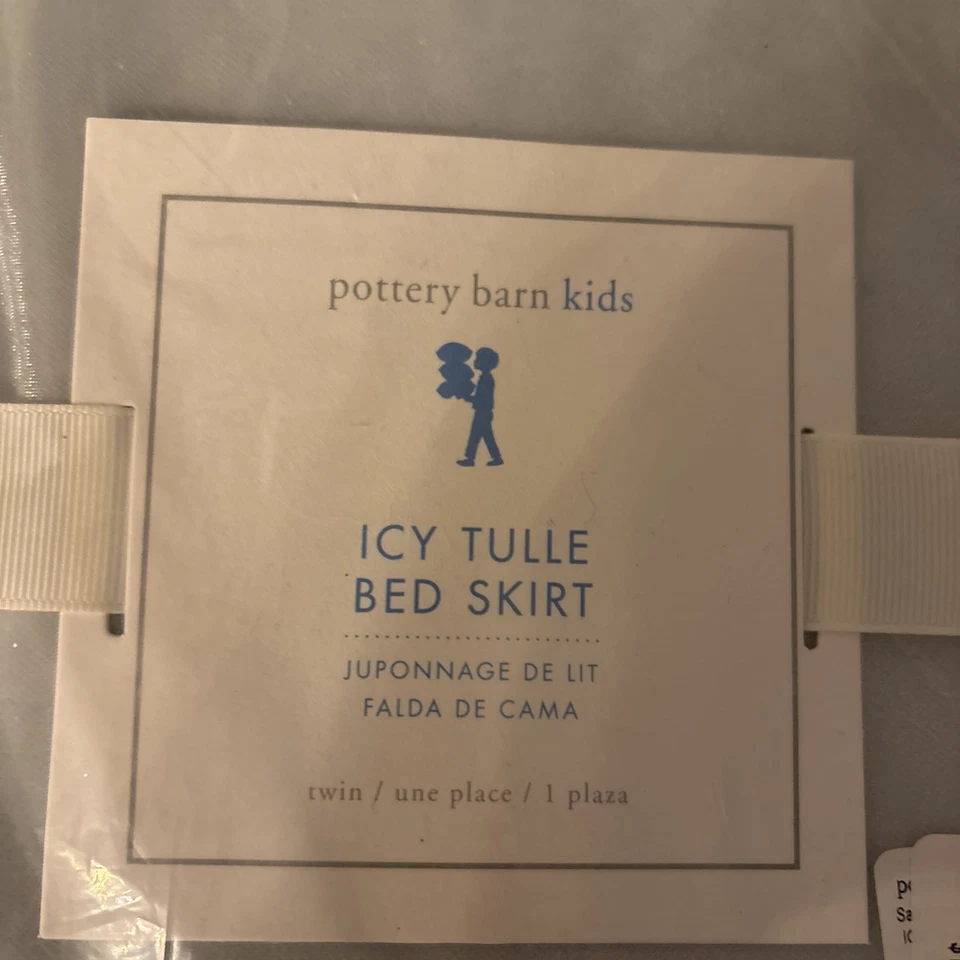 pottery barn kids
ICY TULLE
BED SKIRT
JUPONNAGE DE LIT
FALDA DE CAMA
twin / une place / 1 plaza